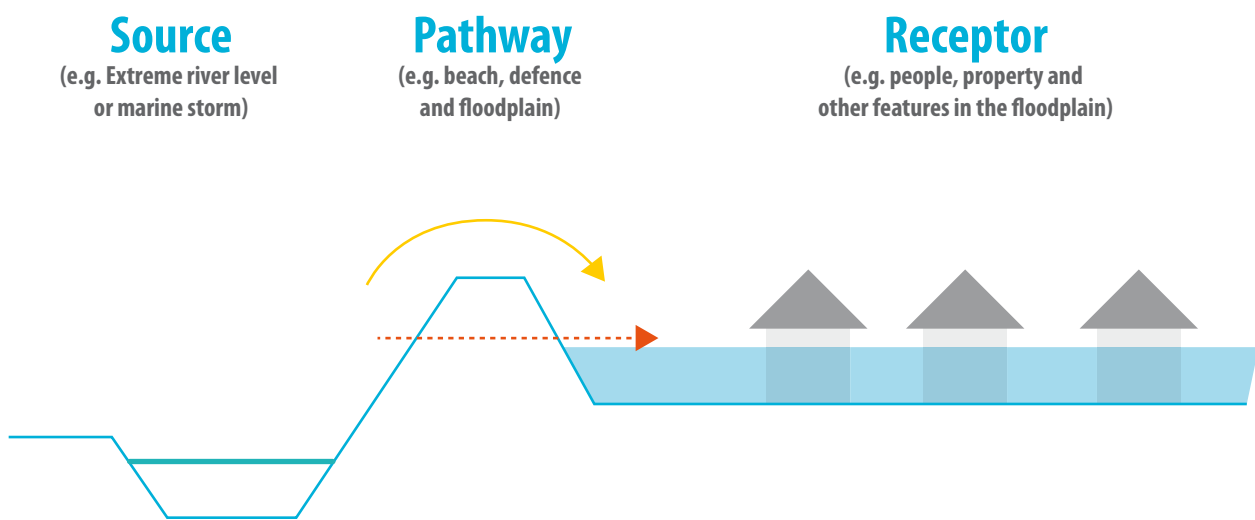 Source
(e.g. Extreme river level
or marine storm)
Pathway
(e.g. beach, defence
and floodplain)
Receptor
(e.g. people, property and
other features in the floodplain)